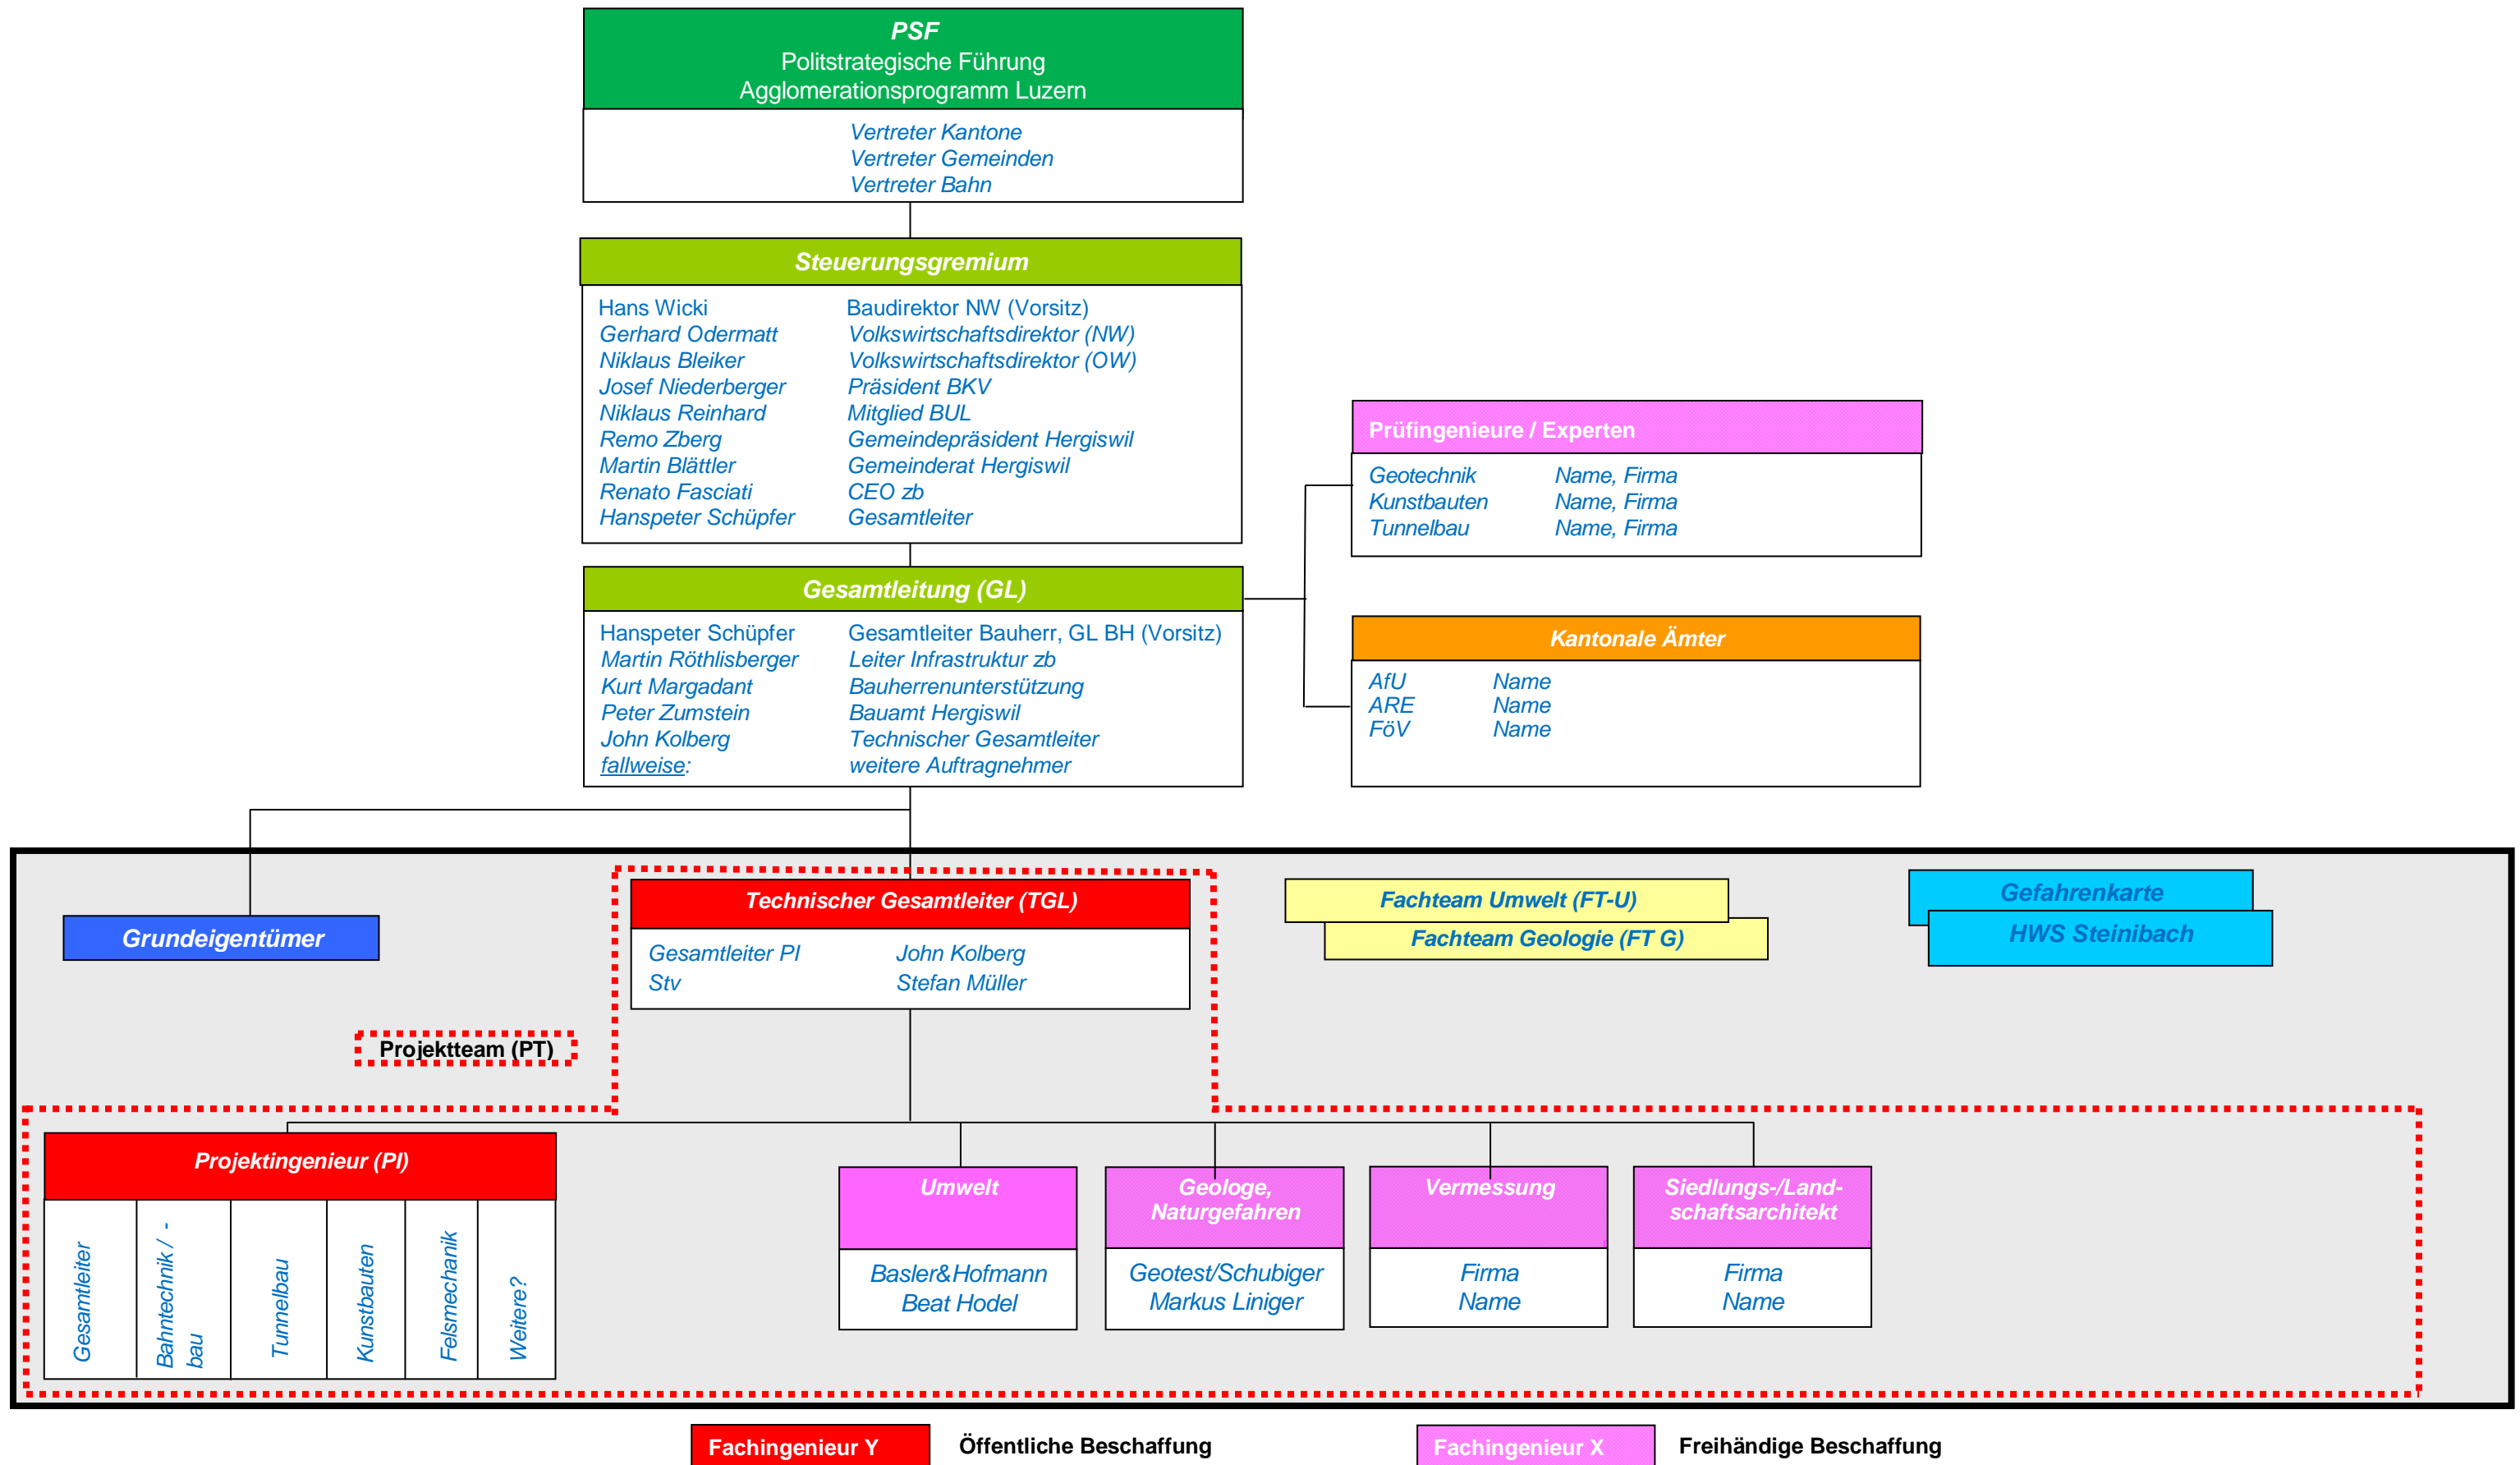 PSF
Politstrategische Führung
Agglomerationsprogramm Luzern
Vertreter Kantone
Vertreter Gemeinden
Vertreter Bahn
Steuerungsgremium
Hans Wicki Baudirektor NW (Vorsitz)
Gerhard Odermatt Volkswirtschaftsdirektor (NW)
Niklaus Bleiker Volkswirtschaftsdirektor (OW)
Josef Niederberger Präsident BKV
Niklaus Reinhard Mitglied BUL
Remo Zberg Gemeindepräsident Hergiswil
Martin Blättler Gemeinderat Hergiswil
Renato Fasciati CEO zb
Hanspeter Schüpfer Gesamtleiter
Prüfingenieure / Experten
Geotechnik Name, Firma
Kunstbauten Name, Firma
Tunnelbau Name, Firma
Gesamtleitung (GL)
Hanspeter Schüpfer Gesamtleiter Bauherr, GL BH (Vorsitz)
Martin Röthlisberger Leiter Infrastruktur zb
Kurt Margadant Bauherrenunterstützung
Peter Zumstein Bauamt Hergiswil
John Kolberg Technischer Gesamtleiter
fallweise: weitere Auftragnehmer
Kantonale Ämter
AfU Name
ARE Name
FöV Name
Grundeigentümer
Technischer Gesamtleiter (TGL)
Gesamtleiter PI John Kolberg
Stv Stefan Müller
Fachteam Umwelt (FT-U)
Fachteam Geologie (FT G)
Gefahrenkarte
HWS Steinibach
Projektteam (PT)
Projektingenieur (PI)
Gesamtleiter
Bahntechnik / -
bau
Tunnelbau
Kunstbauten
Felsmechanik
Weitere?
Umwelt
Basler&Hofmann
Beat Hodel
Geologe,
Naturgefahren
Geotest/Schubiger
Markus Liniger
Vermessung
Firma
Name
Siedlungs-/Land-
schaftsarchitekt
Firma
Name
Fachingenieur Y Öffentliche Beschaffung
Fachingenieur X Freihändige Beschaffung